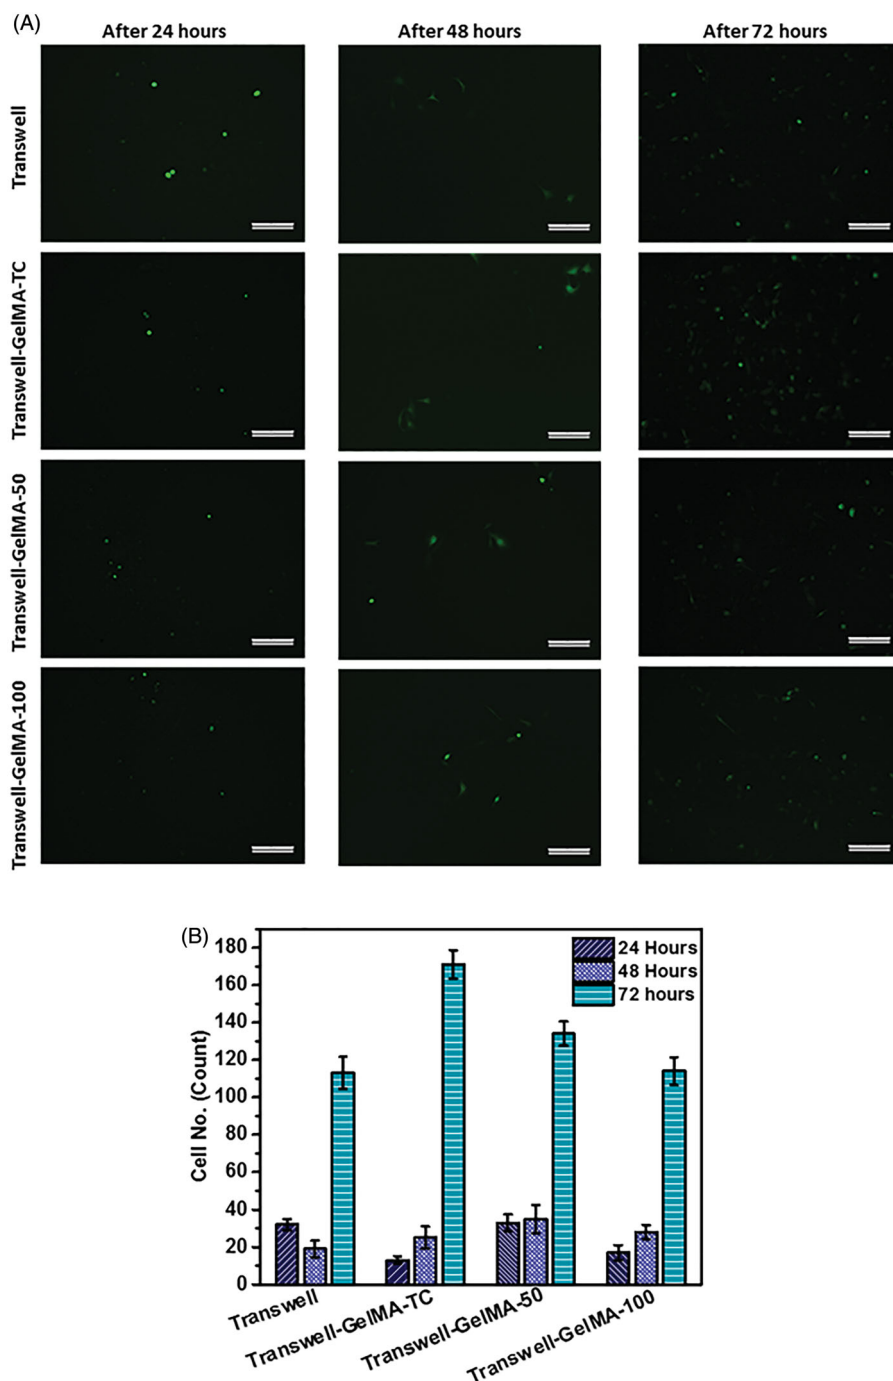 (A)
After 24 hours
After 48 hours
After 72 hours
Transwell
Transwell-GelMA-TC
Transwell-GelMA-50
Transwell-GelMA-100
(B)
24 Hours
48 Hours
72 hours
Cell No. (Count)
180
160
140
120
100
80
60
40
20
0
Transwell
Transwell-GelMA-TC
Transwell-GelMA-50
Transwell-GelMA-100